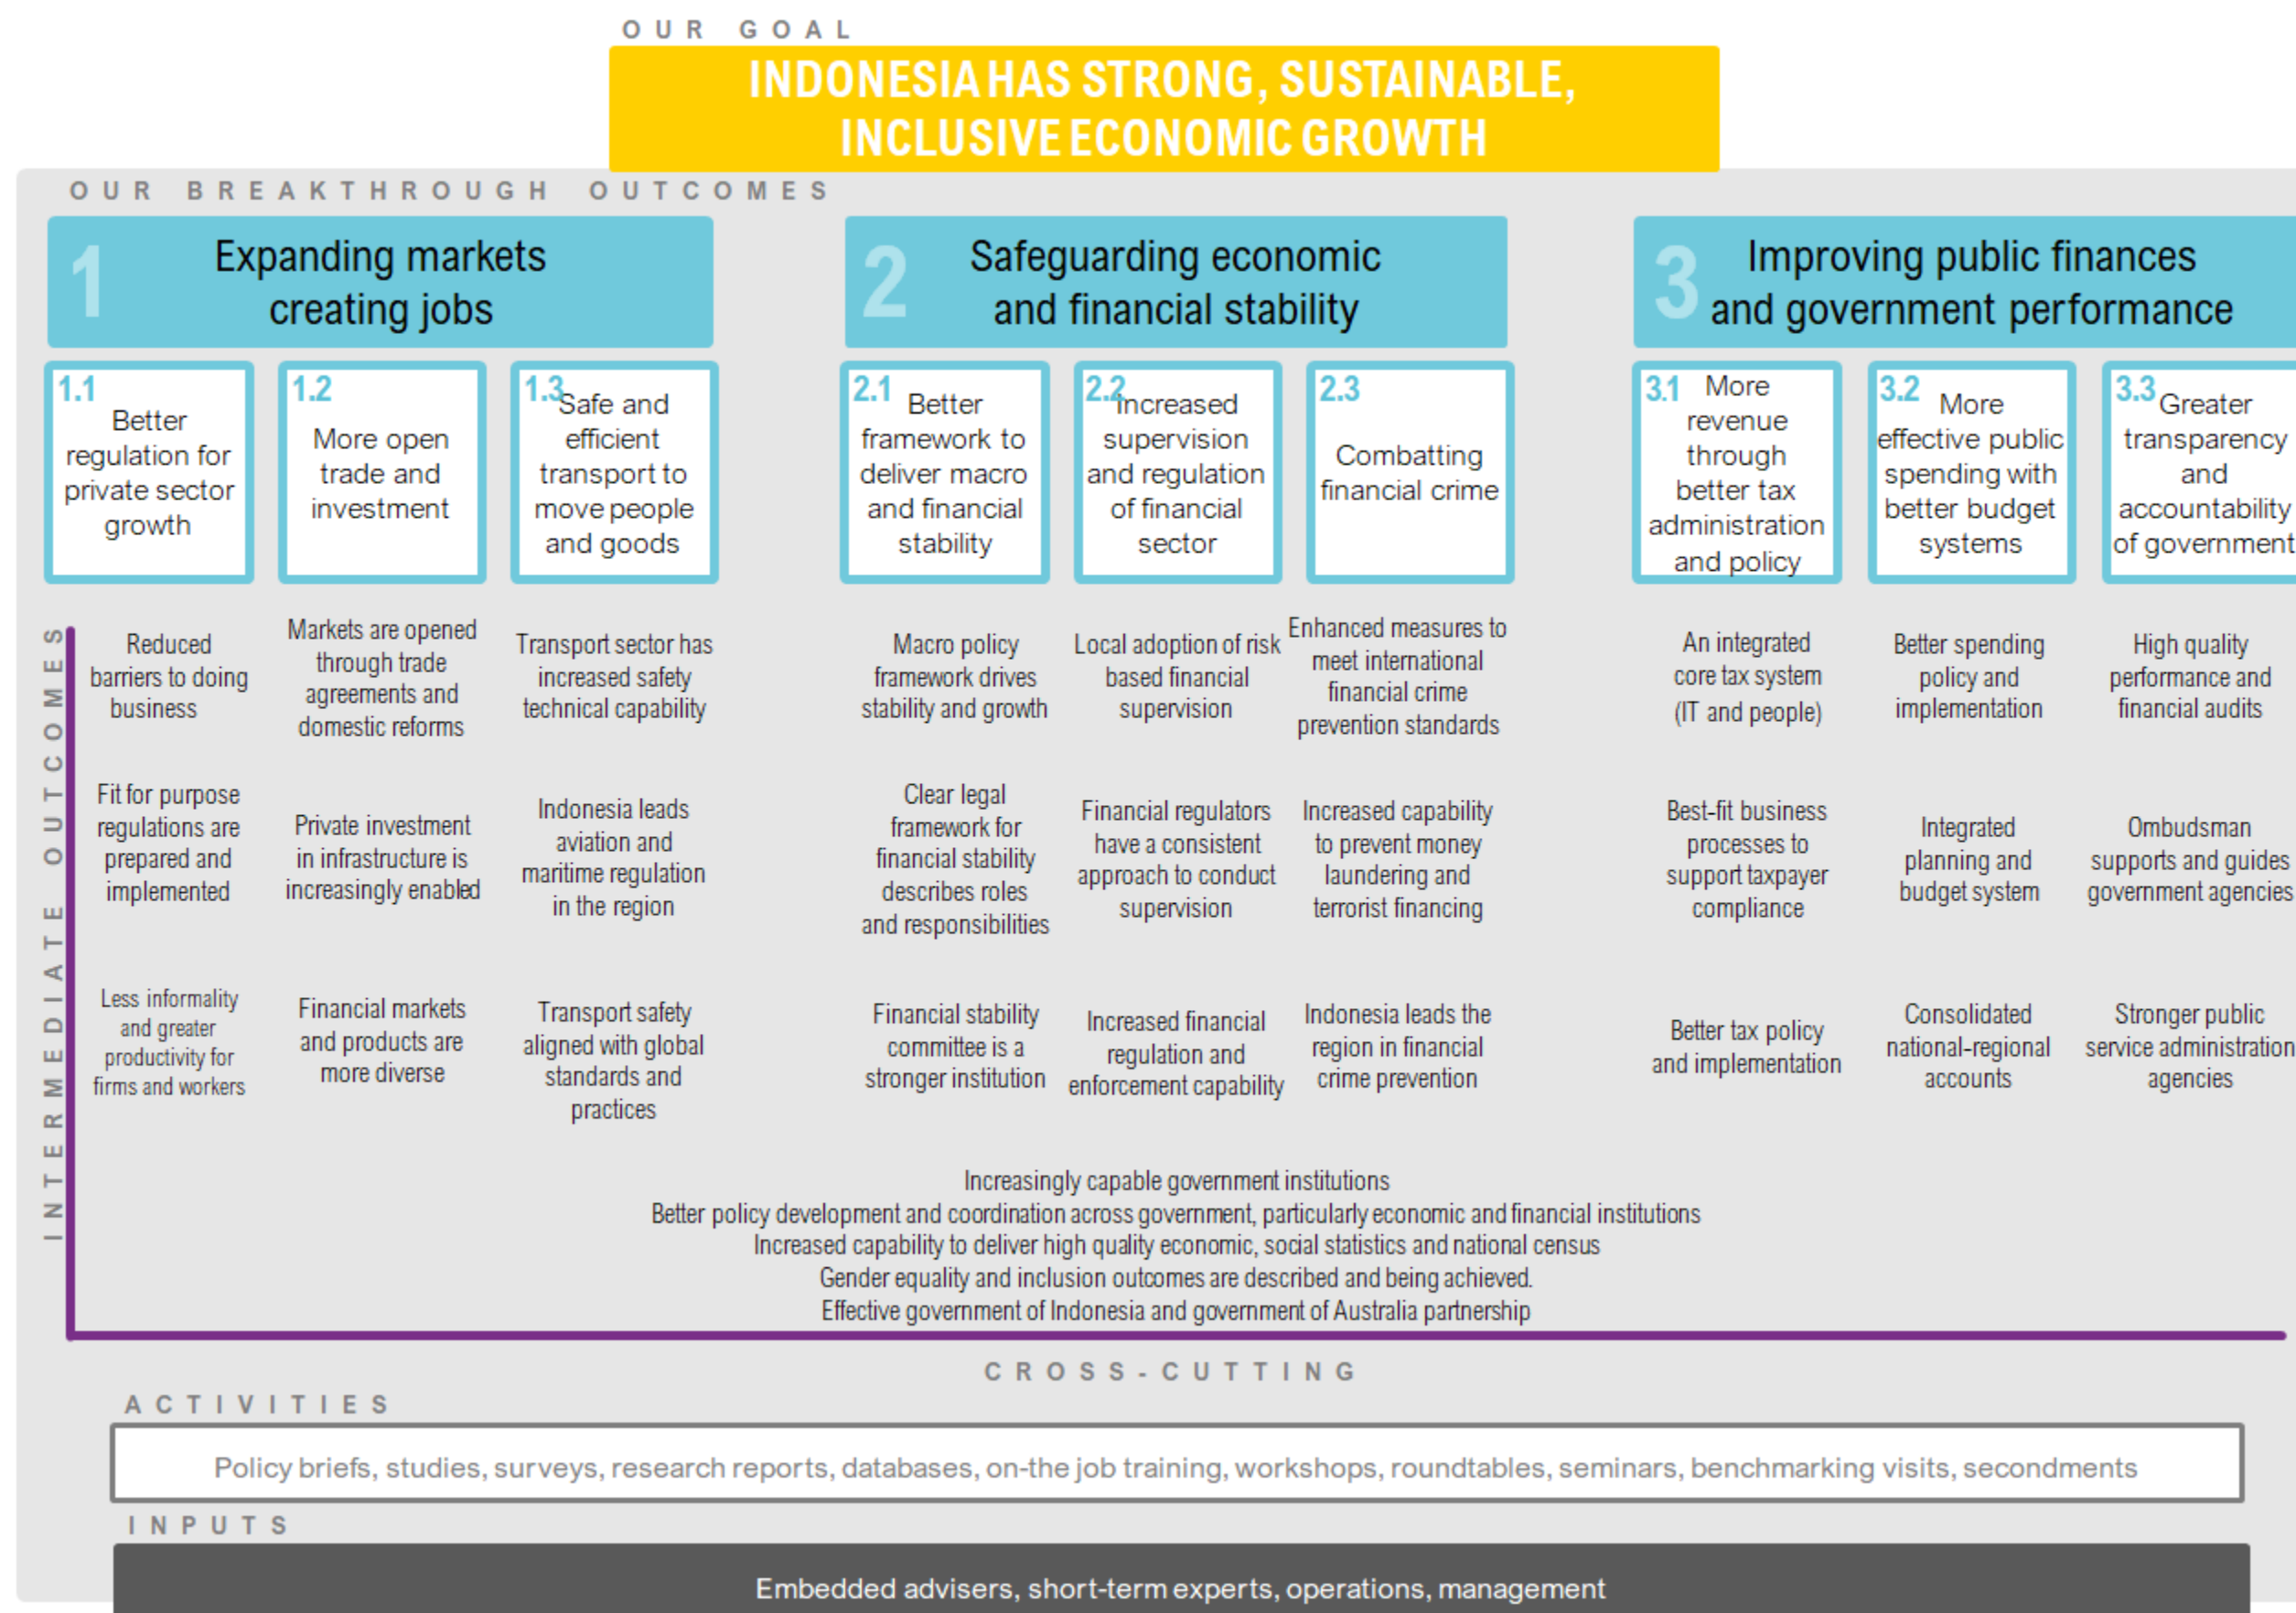 OUR GOAL
INDONESIA HAS STRONG, SUSTAINABLE,
INCLUSIVE ECONOMIC GROWTH
OUR BREAKTHROUGH OUTCOMES
1
Expanding markets
creating jobs
2
Safeguarding economic
and financial stability
3
Improving public finances
and government performance
1.1
Better
regulation for
private sector
growth
1.2
More open
trade and
investment
1.3
Safe and
efficient
transport to
move people
and goods
2.1
Better
framework to
deliver macro
and financial
stability
2.2
Increased
supervision
and regulation
of financial
sector
2.3
Combatting
financial crime
3.1
More
revenue
through
better tax
administration
and policy
3.2
More
effective public
spending with
better budget
systems
3.3
Greater
transparency
and
accountability
of government
INTERMEDIATE OUTCOMES
Reduced
barriers to doing
business
Markets are opened
through trade
agreements and
domestic reforms
Transport sector has
increased safety
technical capability
Macro policy
framework drives
stability and growth
Local adoption of risk
based financial
supervision
Enhanced measures to
meet international
financial crime
prevention standards
An integrated
core tax system
(IT and people)
Better spending
policy and
implementation
High quality
performance and
financial audits
Fit for purpose
regulations are
prepared and
implemented
Private investment
in infrastructure is
increasingly enabled
Indonesia leads
aviation and
maritime regulation
in the region
Clear legal
framework for
financial stability
describes roles
and responsibilities
Financial regulators
have a consistent
approach to conduct
supervision
Increased capability
to prevent money
laundering and
terrorist financing
Best-fit business
processes to
support taxpayer
compliance
Integrated
planning and
budget system
Ombudsman
supports and guides
government agencies
Less informality
and greater
productivity for
firms and workers
Financial markets
and products are
more diverse
Transport safety
aligned with global
standards and
practices
Financial stability
committee is a
stronger institution
Increased financial
regulation and
enforcement capability
Indonesia leads the
region in financial
crime prevention
Better tax policy
and implementation
Consolidated
national-regional
accounts
Stronger public
service administration
agencies
Increasingly capable government institutions
Better policy development and coordination across government, particularly economic and financial institutions
Increased capability to deliver high quality economic, social statistics and national census
Gender equality and inclusion outcomes are described and being achieved.
Effective government of Indonesia and government of Australia partnership
CROSS-CUTTING
ACTIVITIES
Policy briefs, studies, surveys, research reports, databases, on-the job training, workshops, roundtables, seminars, benchmarking visits, secondments
INPUTS
Embedded advisers, short-term experts, operations, management